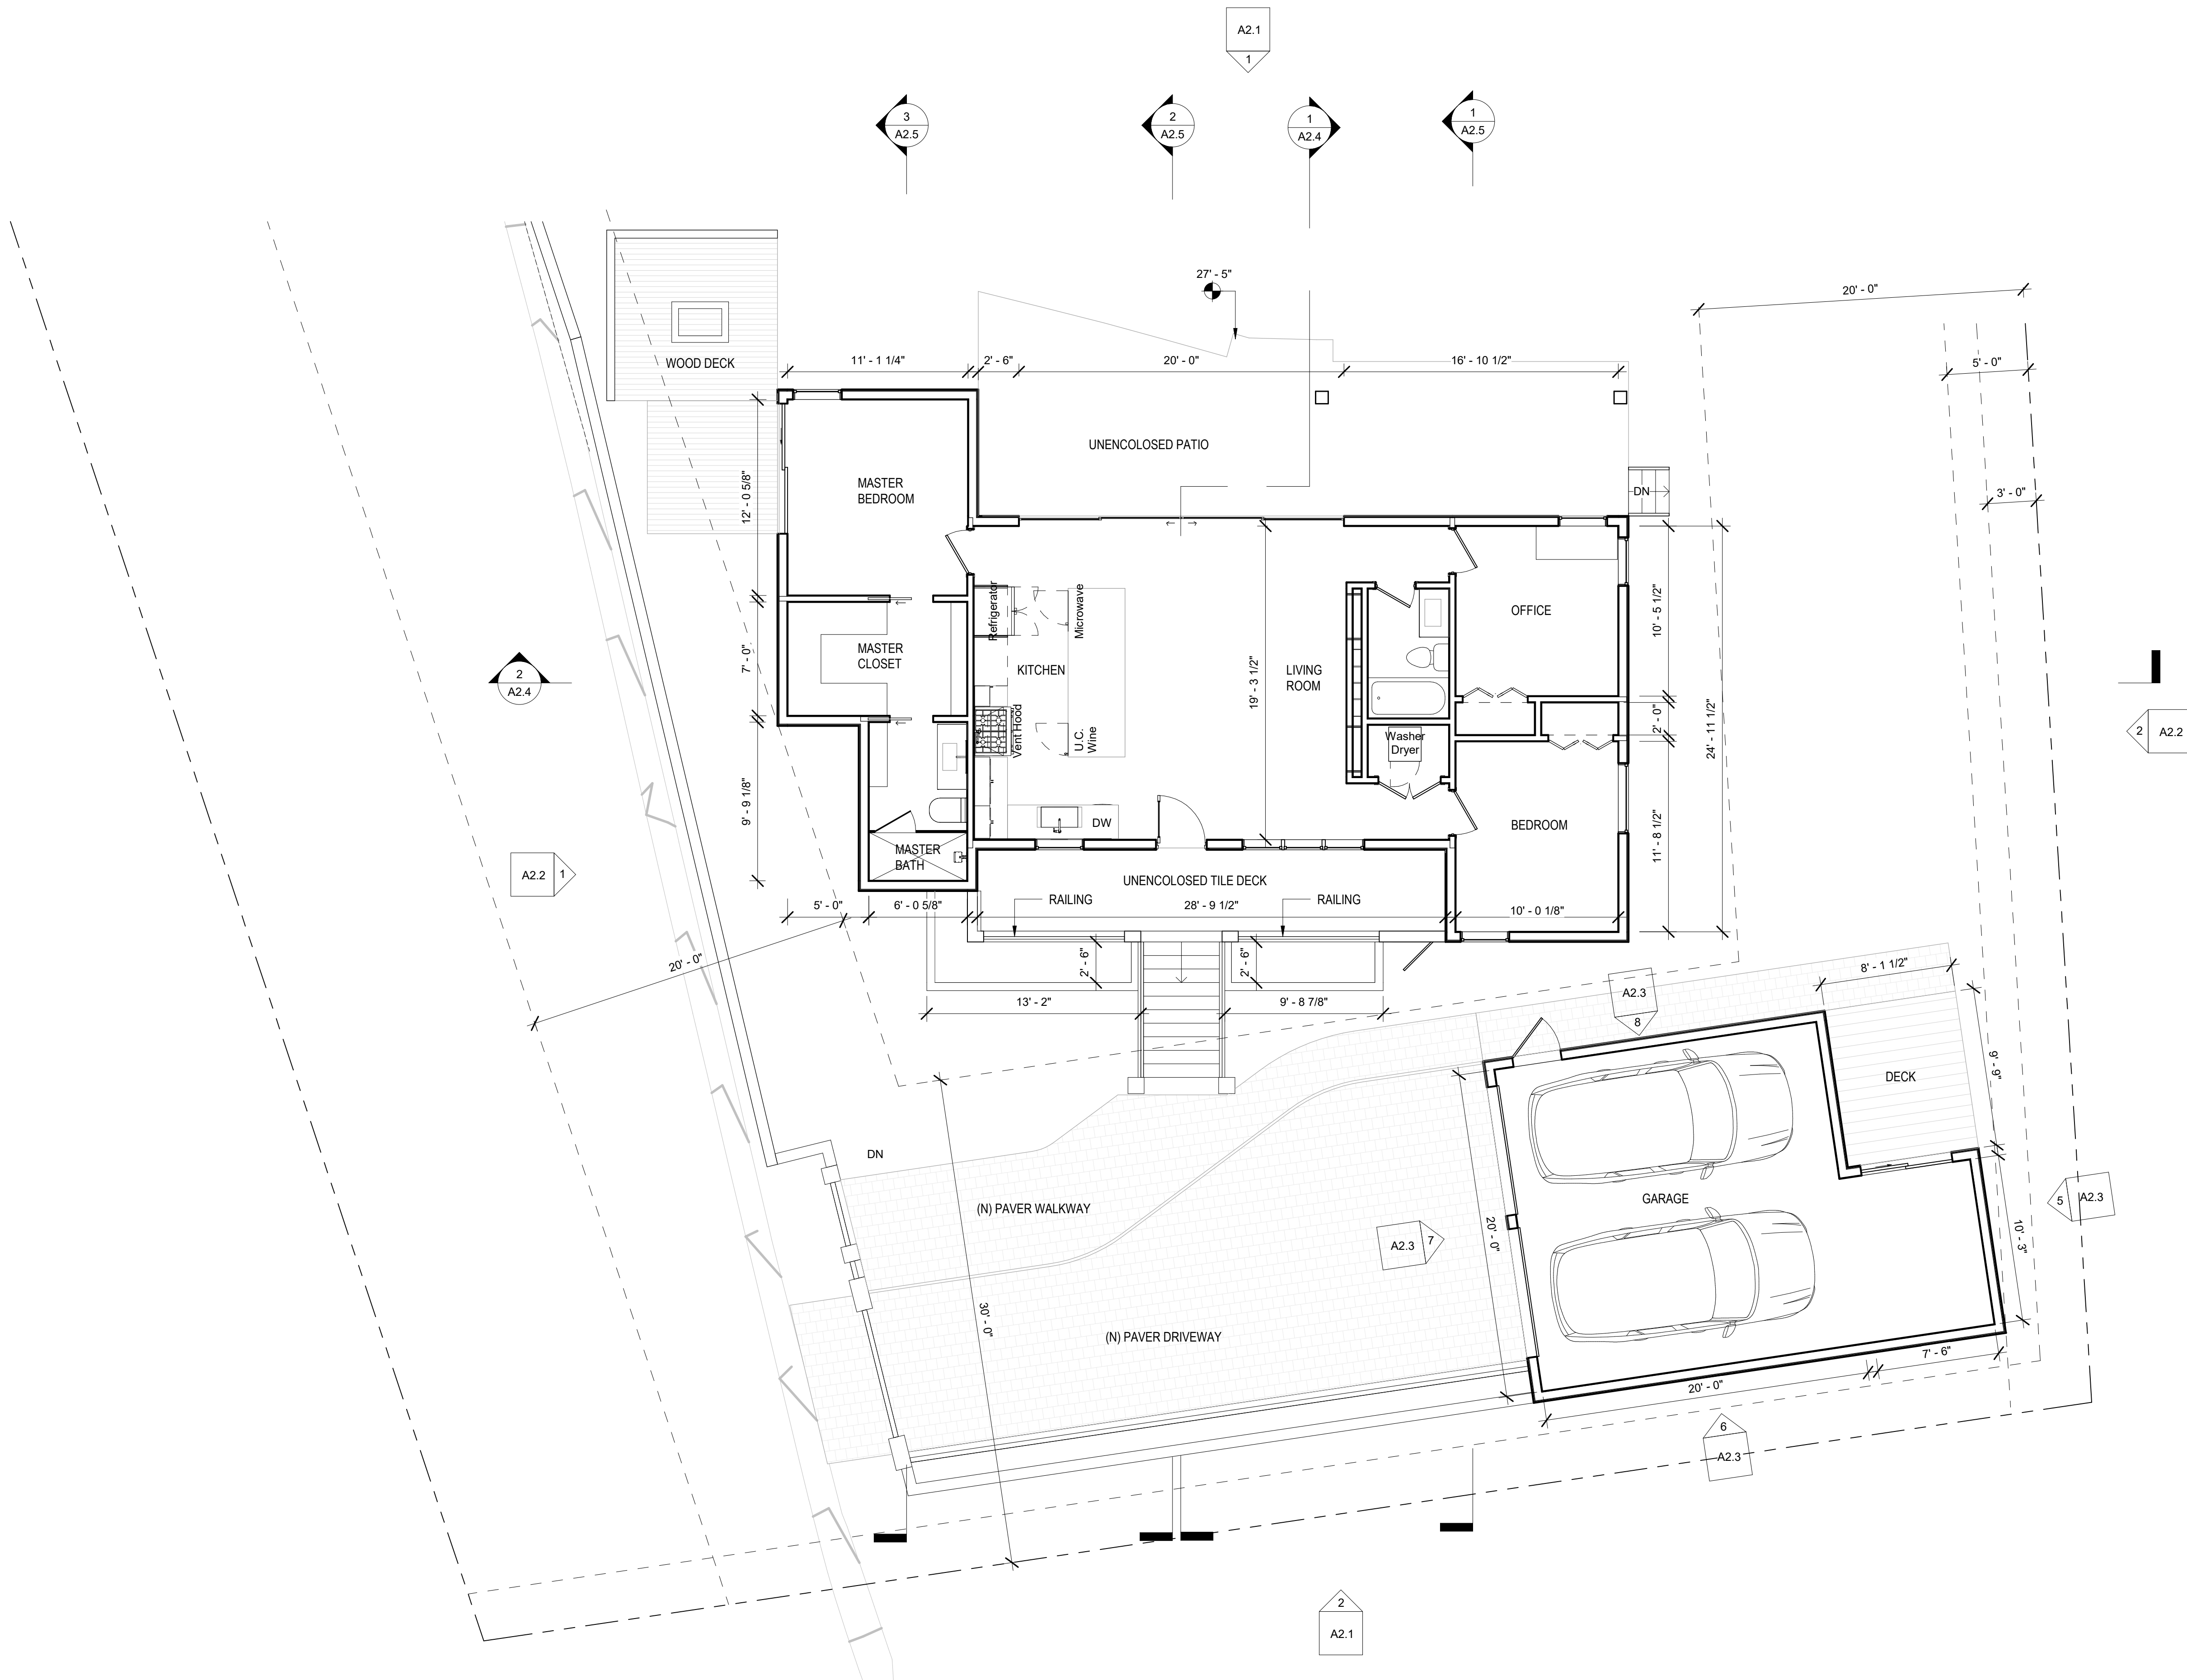 A2.1
1
3
A2.5
2
A2.5
1
A2.4
1
A2.5
27' - 5"
20' - 0"
WOOD DECK
11' - 1 1/4"
2' - 6"
20' - 0"
16' - 10 1/2"
5' - 0"
3' - 0"
UNENCOLOSED PATIO
MASTER
BEDROOM
12' - 0 5/8"
DN
Refrigerator
Microwave
OFFICE
10' - 5 1/2"
MASTER
CLOSET
7' - 0"
KITCHEN
19' - 3 1/2"
LIVING
ROOM
2
A2.4
Vent Hood
U.C.
Wine
Washer
Dryer
2' - 0"
24' - 11 1/2"
2
A2.2
9' - 9 1/8"
DW
BEDROOM
11' - 8 1/2"
MASTER
BATH
A2.2
1
UNENCOLOSED TILE DECK
RAILING
RAILING
5' - 0"
6' - 0 5/8"
28' - 9 1/2"
10' - 0 1/8"
20' - 0"
2' - 6"
2' - 6"
13' - 2"
9' - 8 7/8"
A2.3
8
8' - 1 1/2"
9' - 9"
DECK
DN
(N) PAVER WALKWAY
GARAGE
5
A2.3
A2.3
7
20' - 0"
10' - 3"
30' - 0"
(N) PAVER DRIVEWAY
7' - 6"
20' - 0"
6
A2.3
2
A2.1